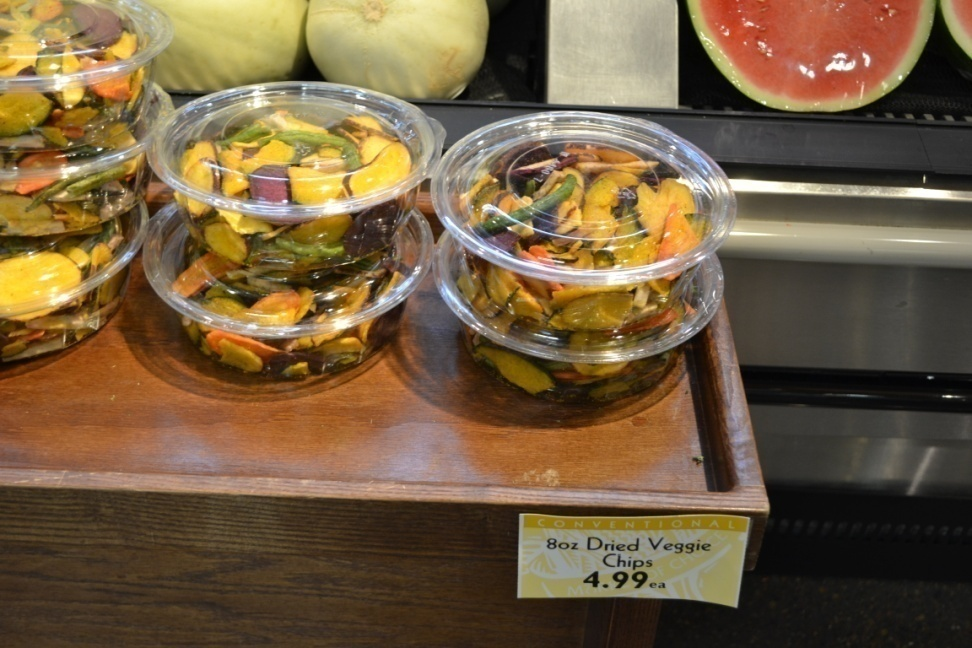 CONVENTIONAL
8oz Dried Veggie
Chips
4.99ea